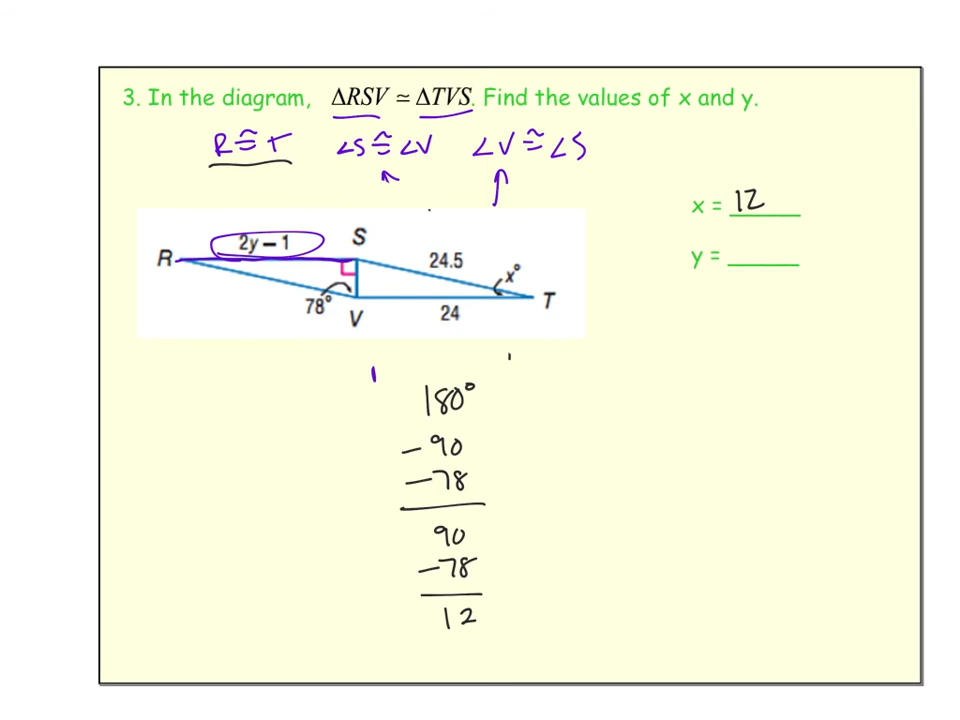 3. In the diagram, ΔRSV ≃ ΔTVS. Find the values of x and y.
R ≅ T ∠S ≅ ∠V ∠V ≅ ∠S
x = 12
y = ______
2y – 1
S
R
24.5
x°
T
78°
V
24
180°
– 90
– 78
90
– 78
12